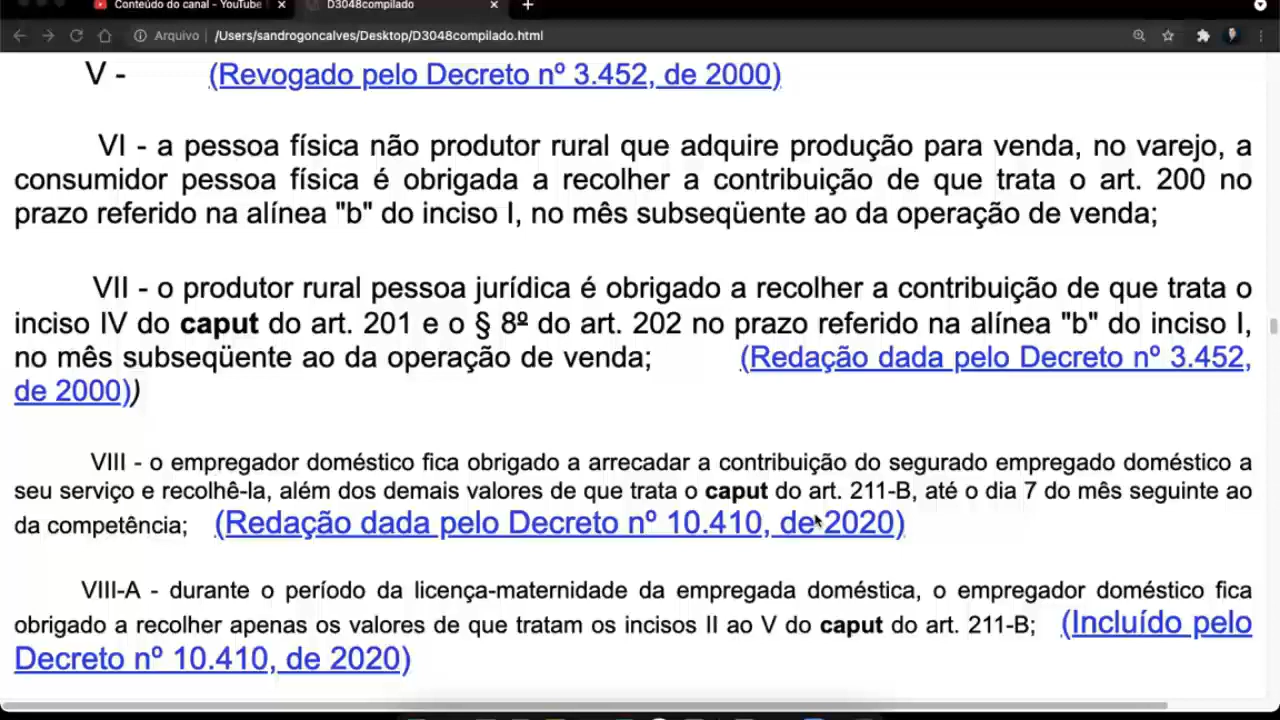 Conteúdo do canal - YouTube
D3048compilado
Arquivo | /Users/sandrogoncalves/Desktop/D3048compilado.html
V - (Revogado pelo Decreto nº 3.452, de 2000)
VI - a pessoa física não produtor rural que adquire produção para venda, no varejo, a
consumidor pessoa física é obrigada a recolher a contribuição de que trata o art. 200 no
prazo referido na alínea "b" do inciso I, no mês subseqüente ao da operação de venda;
VII - o produtor rural pessoa jurídica é obrigado a recolher a contribuição de que trata o
inciso IV do caput do art. 201 e o § 8º do art. 202 no prazo referido na alínea "b" do inciso I,
no mês subseqüente ao da operação de venda; (Redação dada pelo Decreto nº 3.452,
de 2000))
VIII - o empregador doméstico fica obrigado a arrecadar a contribuição do segurado empregado doméstico a
seu serviço e recolhê-la, além dos demais valores de que trata o caput do art. 211-B, até o dia 7 do mês seguinte ao
da competência; (Redação dada pelo Decreto nº 10.410, de 2020)
VIII-A - durante o período da licença-maternidade da empregada doméstica, o empregador doméstico fica
obrigado a recolher apenas os valores de que tratam os incisos II ao V do caput do art. 211-B; (Incluído pelo
Decreto nº 10.410, de 2020)